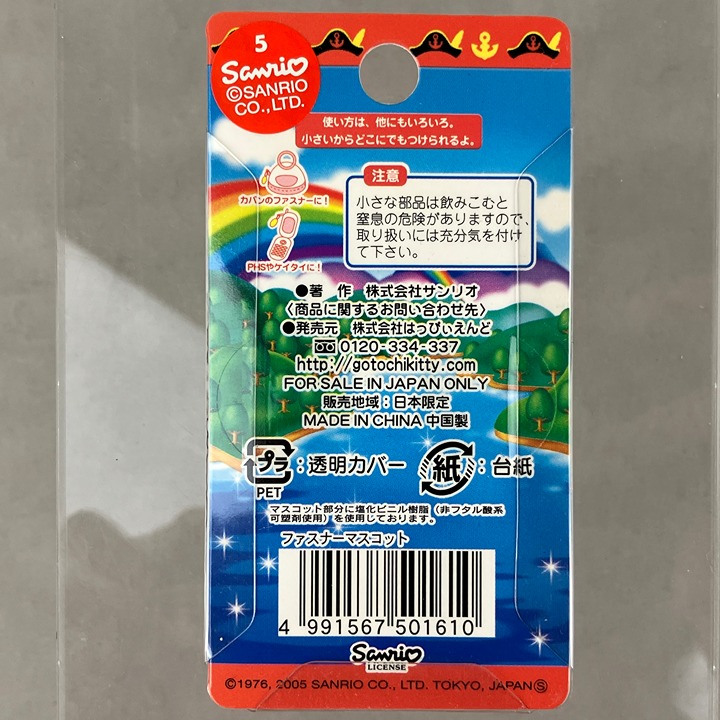 5
Sanrio
©SANRIO
CO.,LTD.
使い方は、他にもいろいろ。
小さいからどこにでもつけられるよ。
カバンのファスナーに!
PHSやケイタイに!
注意
小さな部品は飲みこむと
窒息の危険がありますので、
取り扱いには充分気を付け
て下さい。
●著 作 株式会社サンリオ
〈商品に関するお問い合わせ先〉
●発売元 株式会社はっぴぃえんど
0120-334-337
http://gotochikitty.com
FOR SALE IN JAPAN ONLY
販売地域:日本限定
MADE IN CHINA 中国製
プラ:透明カバー 紙:台紙
PET
マスコット部分に塩化ビニル樹脂(非フタル酸系
可塑剤使用)を使用しております。
ファスナーマスコット
4 991567 501610
Sanrio
LICENSE
©1976, 2005 SANRIO CO., LTD. TOKYO, JAPAN Ⓢ